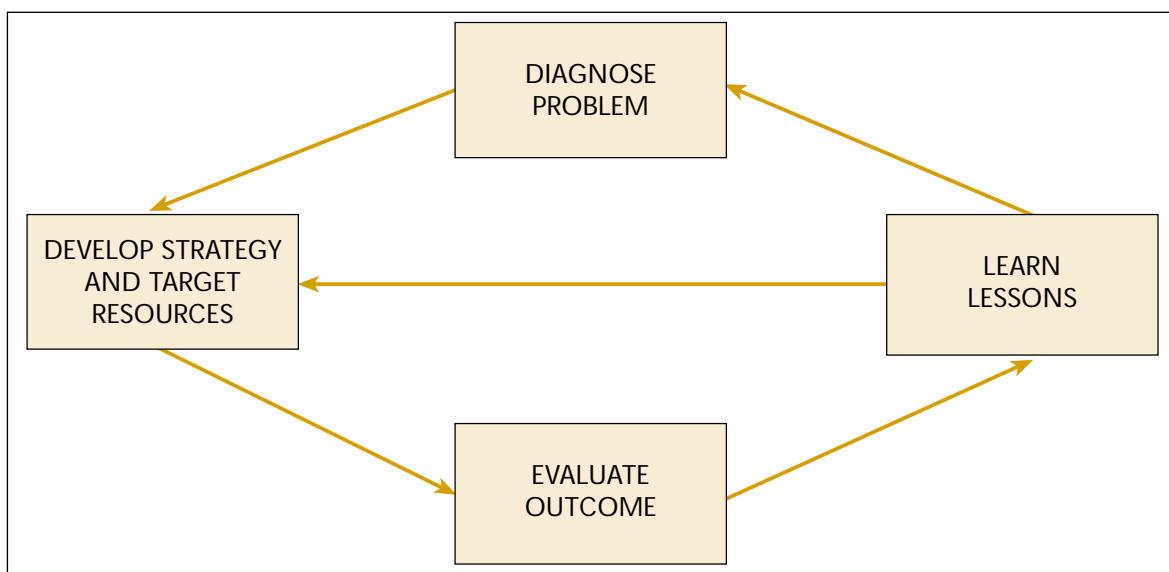 DIAGNOSE
PROBLEM
DEVELOP STRATEGY
AND TARGET
RESOURCES
LEARN
LESSONS
EVALUATE
OUTCOME